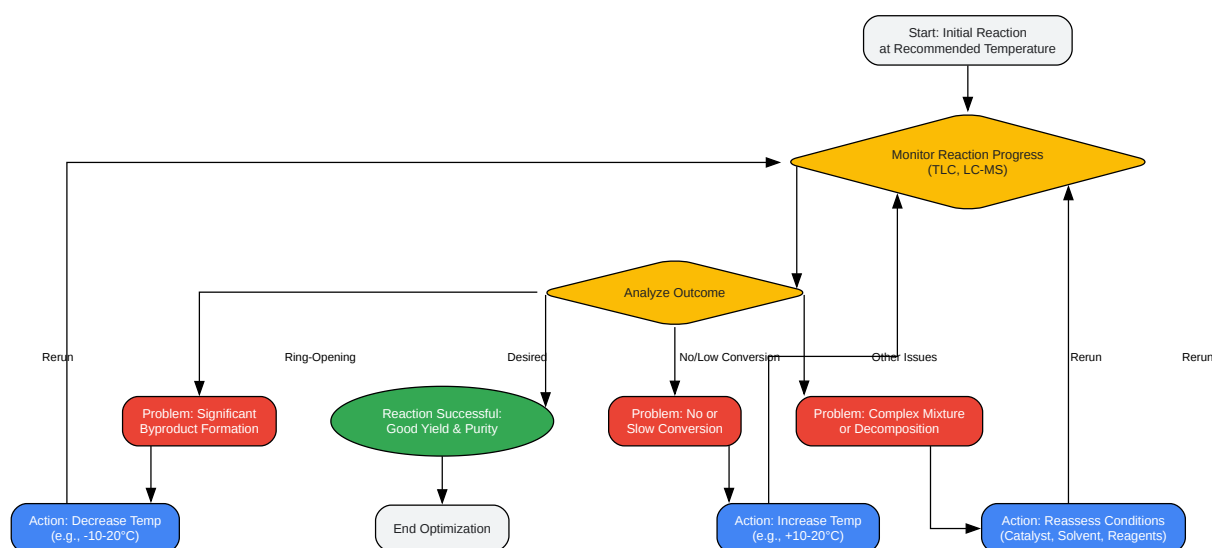 Start: Initial Reaction
at Recommended Temperature
Monitor Reaction Progress
(TLC, LC-MS)
Analyze Outcome
Rerun
Ring-Opening
Desired
No/Low Conversion
Other Issues
Rerun
Rerun
Problem: Significant
Byproduct Formation
Reaction Successful:
Good Yield & Purity
Problem: No or
Slow Conversion
Problem: Complex Mixture
or Decomposition
Action: Decrease Temp
(e.g., -10-20°C)
End Optimization
Action: Increase Temp
(e.g., +10-20°C)
Action: Reassess Conditions
(Catalyst, Solvent, Reagents)